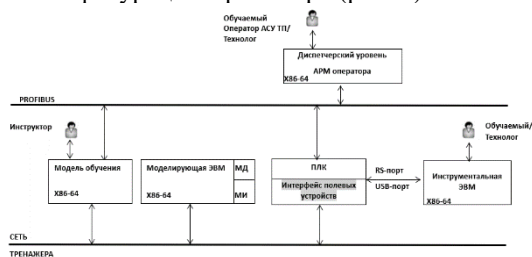 Обучаемый
Оператор АСУ ТП/
Технолог
Диспетчерский уровень
АРМ оператора
X86-64
PROFIBUS
Инструктор
Обучаемый/
Технолог
Модель обучения
X86-64
Моделирующая ЭВМ
X86-64
МД
МИ
ПЛК
Интерфейс полевых
устройств
RS-порт
USB-порт
Инструментальная
ЭВМ
X86-64
СЕТЬ
ТРЕНАЖЕРА